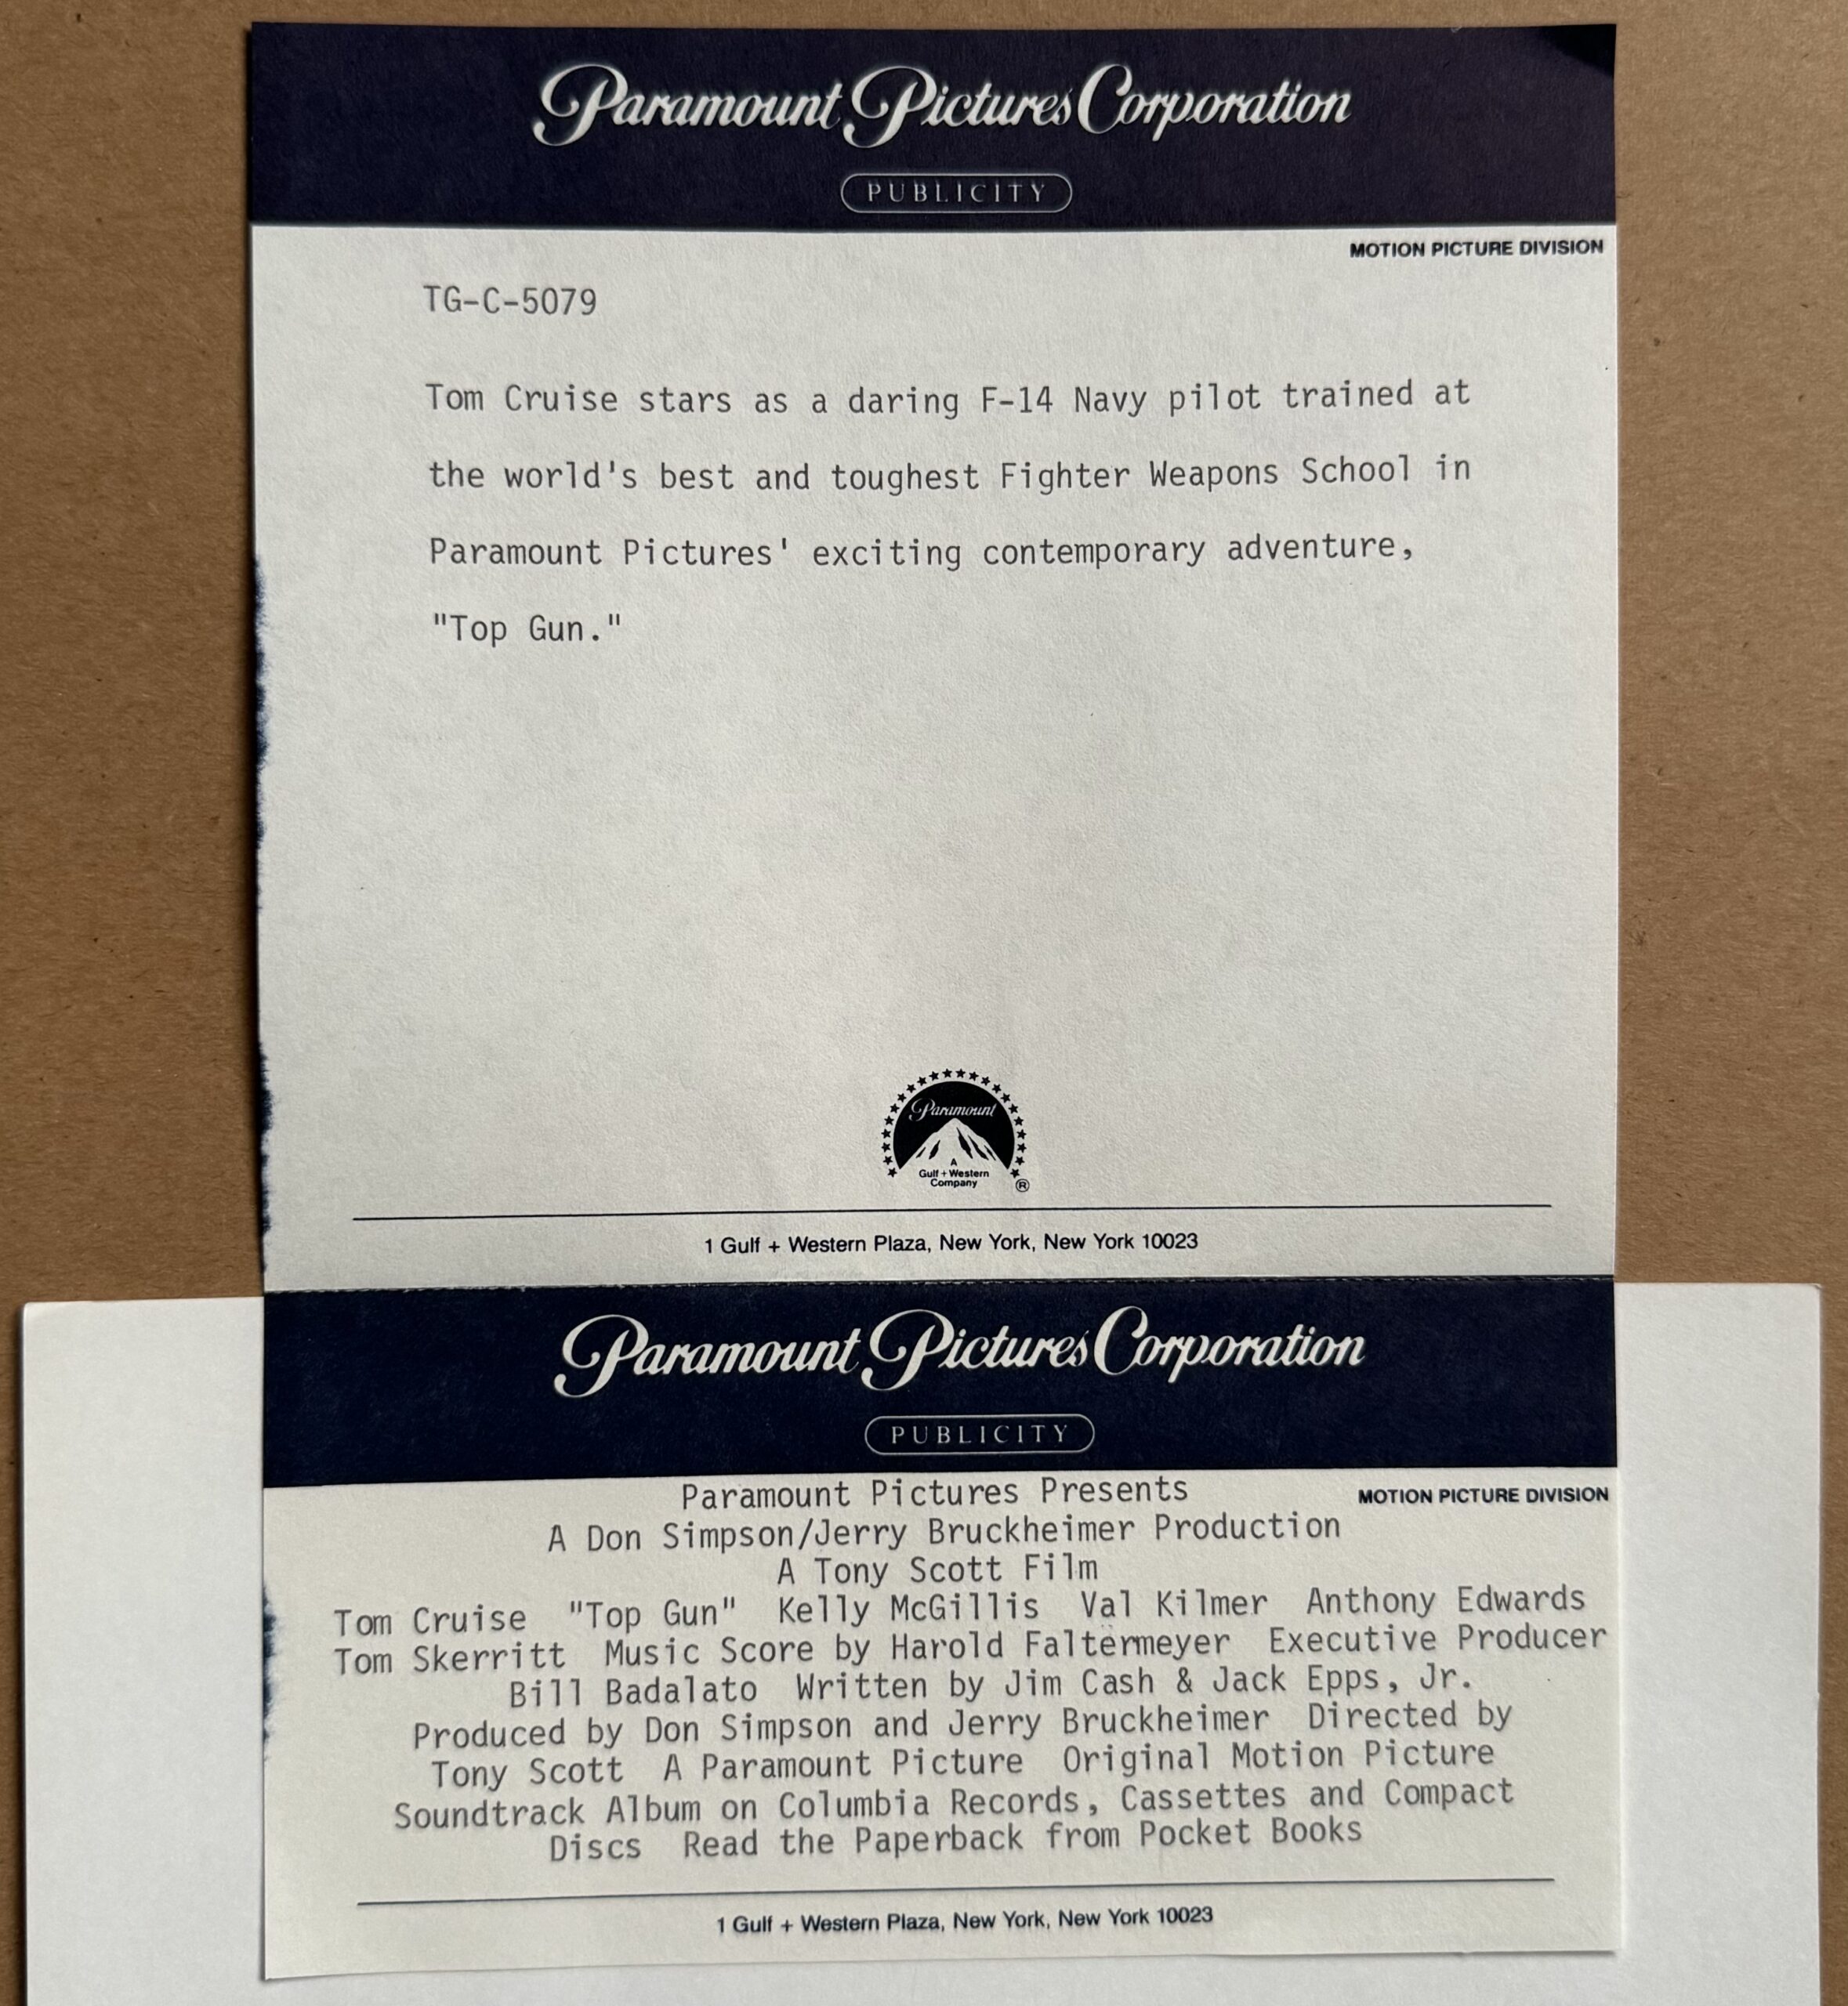 Paramount Pictures Corporation
PUBLICITY
MOTION PICTURE DIVISION
TG-C-5079
Tom Cruise stars as a daring F-14 Navy pilot trained at
the world's best and toughest Fighter Weapons School in
Paramount Pictures' exciting contemporary adventure,
"Top Gun."
Paramount
A
Gulf + Western
Company
®
1 Gulf + Western Plaza, New York, New York 10023
Paramount Pictures Corporation
PUBLICITY
MOTION PICTURE DIVISION
Paramount Pictures Presents
A Don Simpson/Jerry Bruckheimer Production
A Tony Scott Film
Tom Cruise "Top Gun" Kelly McGillis Val Kilmer Anthony Edwards
Tom Skerritt Music Score by Harold Faltermeyer Executive Producer
Bill Badalato Written by Jim Cash & Jack Epps, Jr.
Produced by Don Simpson and Jerry Bruckheimer Directed by
Tony Scott A Paramount Picture Original Motion Picture
Soundtrack Album on Columbia Records, Cassettes and Compact
Discs Read the Paperback from Pocket Books
1 Gulf + Western Plaza, New York, New York 10023